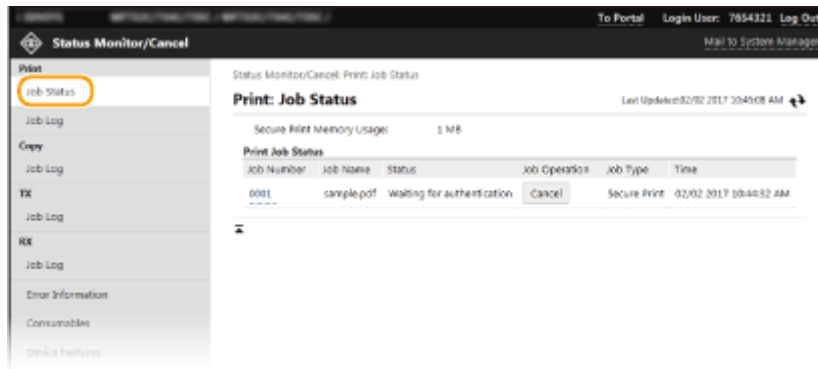 To Portal Login User: 7654321 Log Out
Status Monitor/Cancel
Mail to System Manager
Print
Job Status
Job Log
Copy
Job Log
TX
Job Log
RX
Job Log
Error Information
Consumables
Device Features
Status Monitor/Cancel: Print: Job Status
Print: Job Status
Last Updated:02/02 2017 10:45:08 AM
Secure Print Memory Usage: 1 MB
Print Job Status
Job Number Job Name Status Job Operation Job Type Time
0001 sample.pdf Waiting for authentication Cancel Secure Print 02/02 2017 10:44:32 AM